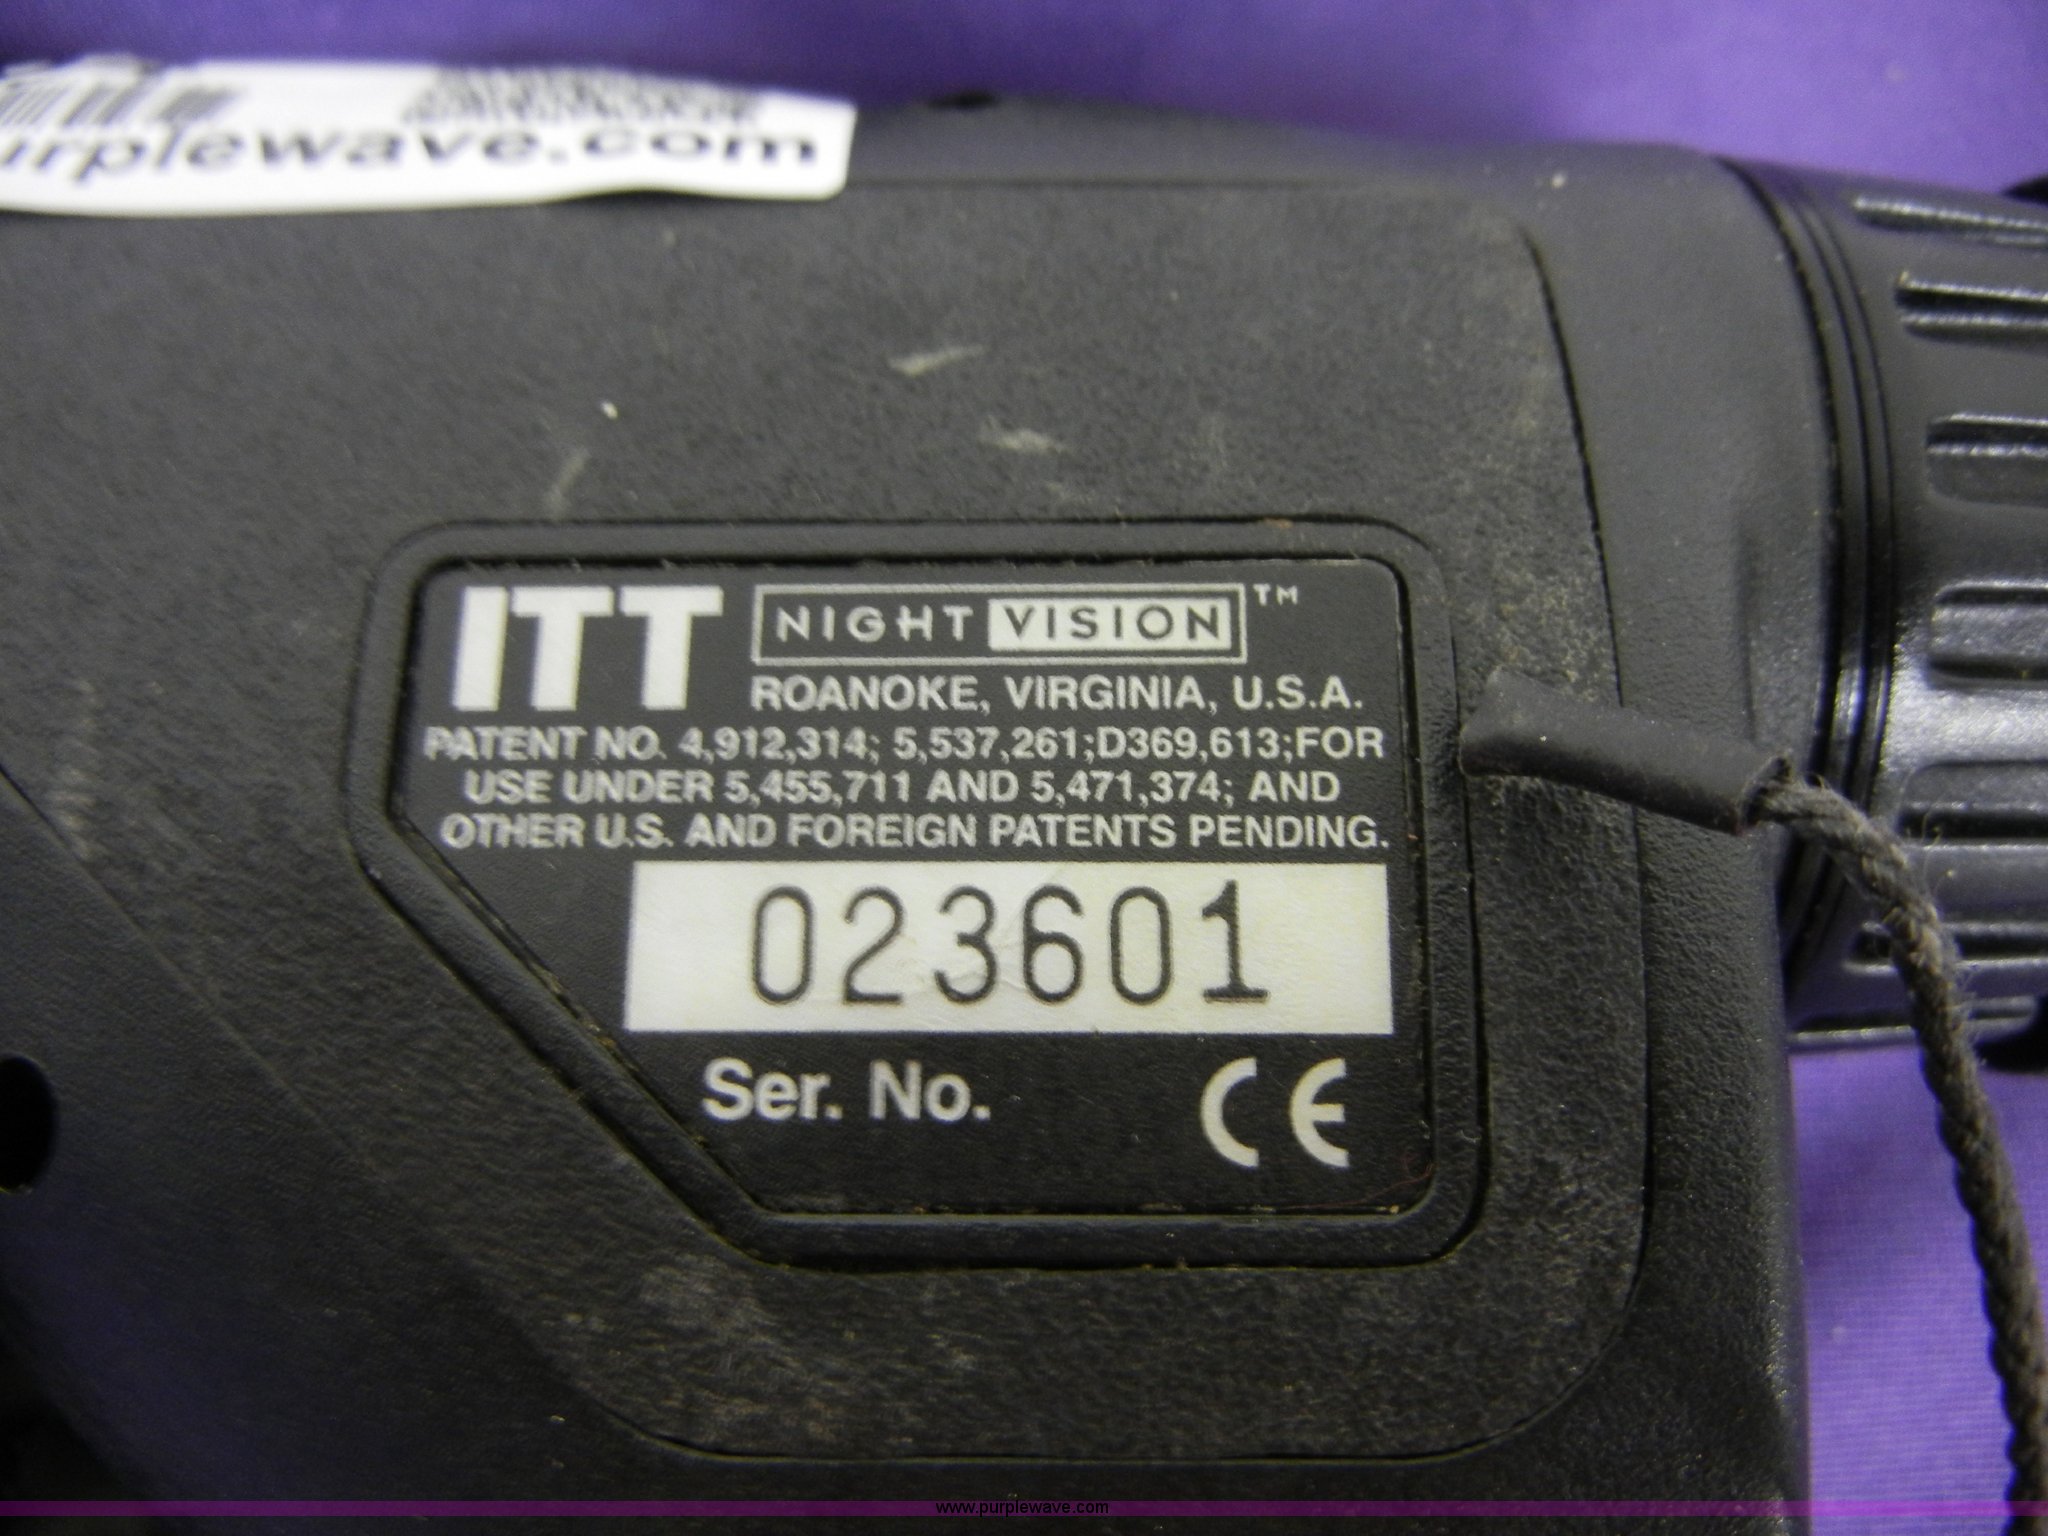 purplewave.com
ITT NIGHT VISION™
ROANOKE, VIRGINIA, U.S.A.
PATENT NO. 4,912,314; 5,537,261;D369,613;FOR
USE UNDER 5,455,711 AND 5,471,374; AND
OTHER U.S. AND FOREIGN PATENTS PENDING.
023601
Ser. No. CE
www.purplewave.com